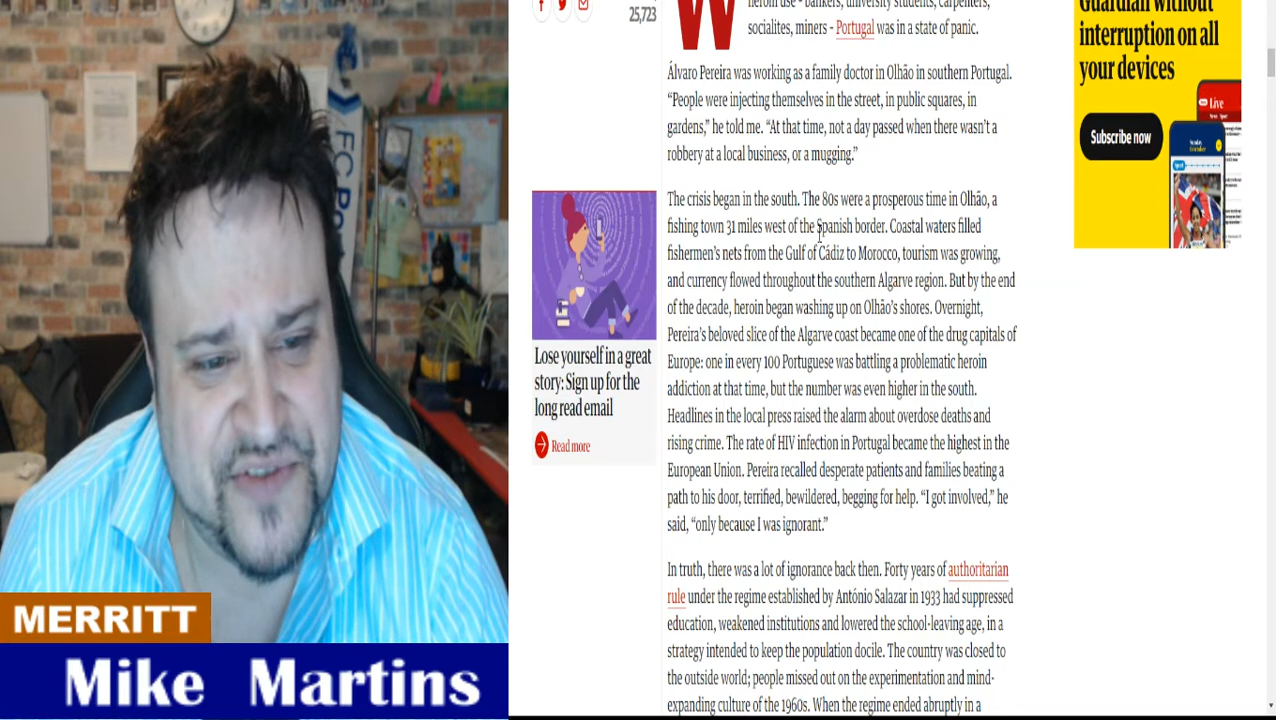 FC Po
MERRITT
Mike Martins
25,723
heroin use - bankers, university students, carpenters,
W
socialites, miners - Portugal was in a state of panic.
Álvaro Pereira was working as a family doctor in Olhão in southern Portugal.
“People were injecting themselves in the street, in public squares, in
gardens,” he told me. “At that time, not a day passed when there wasn’t a
robbery at a local business, or a mugging.”
The crisis began in the south. The 80s were a prosperous time in Olhão, a
fishing town 31 miles west of the Spanish border. Coastal waters filled
fishermen’s nets from the Gulf of Cádiz to Morocco, tourism was growing,
and currency flowed throughout the southern Algarve region. But by the end
of the decade, heroin began washing up on Olhão’s shores. Overnight,
Pereira’s beloved slice of the Algarve coast became one of the drug capitals of
Europe: one in every 100 Portuguese was battling a problematic heroin
addiction at that time, but the number was even higher in the south.
Headlines in the local press raised the alarm about overdose deaths and
rising crime. The rate of HIV infection in Portugal became the highest in the
European Union. Pereira recalled desperate patients and families beating a
path to his door, terrified, bewildered, begging for help. “I got involved,” he
said, “only because I was ignorant.”
In truth, there was a lot of ignorance back then. Forty years of authoritarian
rule under the regime established by António Salazar in 1933 had suppressed
education, weakened institutions and lowered the school-leaving age, in a
strategy intended to keep the population docile. The country was closed to
the outside world; people missed out on the experimentation and mind-
expanding culture of the 1960s. When the regime ended abruptly in a
Lose yourself in a great
story: Sign up for the
long read email
Read more
Guardian without
interruption on all
your devices
Subscribe now
Live